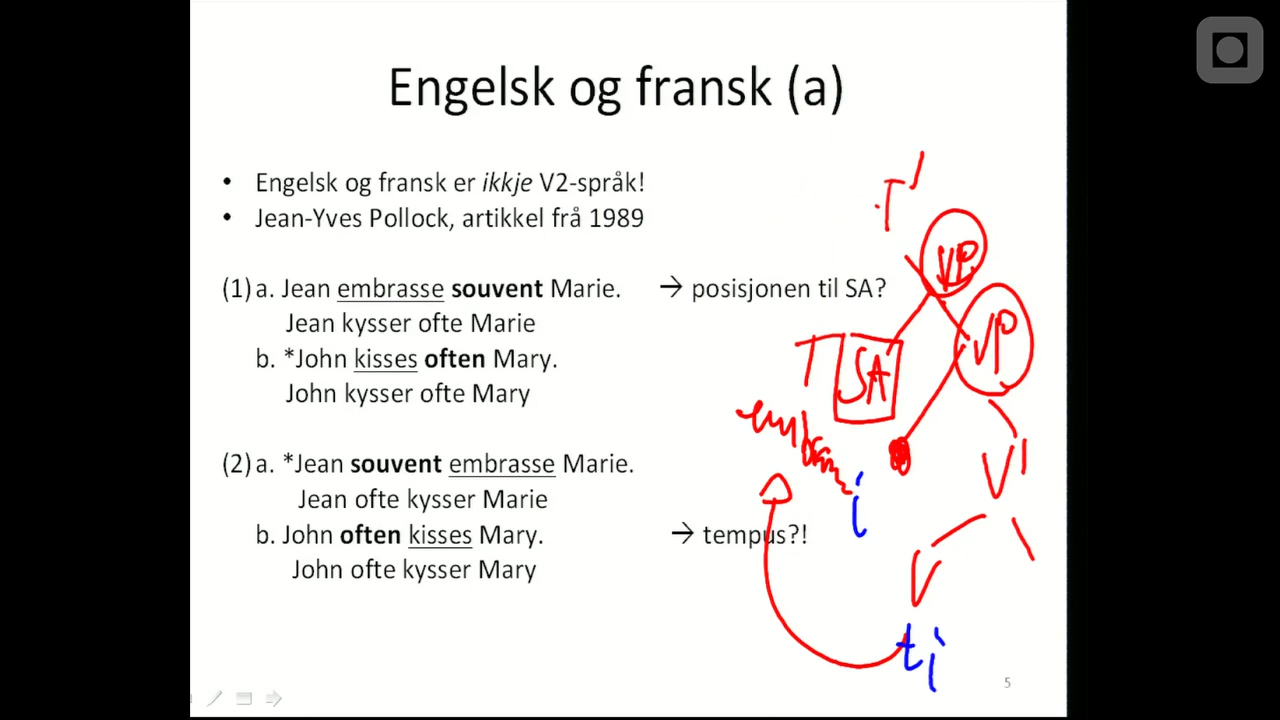 Engelsk og fransk (a)
• Engelsk og fransk er ikkje V2-språk!
• Jean-Yves Pollock, artikkel frå 1989
(1) a. Jean embrasse souvent Marie. → posisjonen til SA?
Jean kysser ofte Marie
b. *John kisses often Mary.
John kysser ofte Mary
(2) a. *Jean souvent embrasse Marie.
Jean ofte kysser Marie
b. John often kisses Mary. → tempus?!
John ofte kysser Mary
T'
VP
VP
T SA
i
V'
V
ti
5